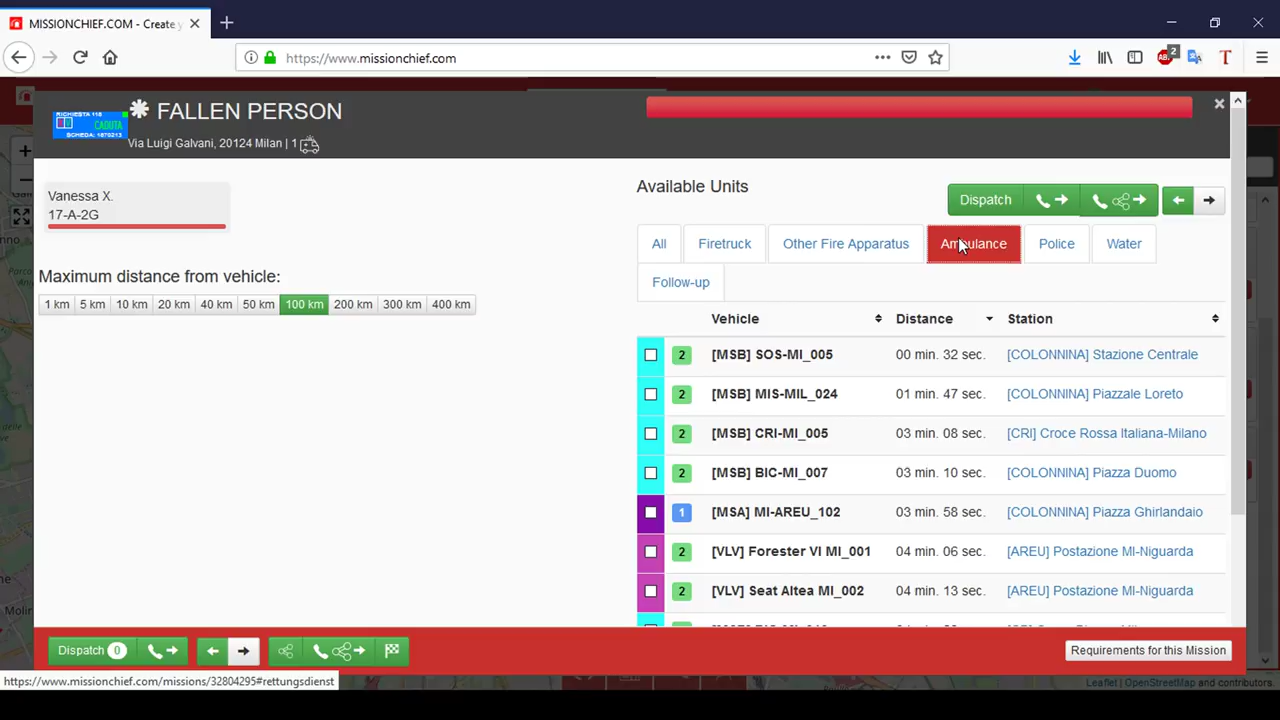 MISSIONCHIEF.COM - Create y
https://www.missionchief.com
2
RICHIESTA 118
CADUTA
SCHEDA: 1670213
FALLEN PERSON
Via Luigi Galvani, 20124 Milan | 1
Vanessa X.
17-A-2G
Maximum distance from vehicle:
1 km 5 km 10 km 20 km 40 km 50 km 100 km 200 km 300 km 400 km
Available Units
Dispatch
All Firetruck Other Fire Apparatus Ambulance Police Water
Follow-up
Vehicle Distance Station
2 [MSB] SOS-MI_005 00 min. 32 sec. [COLONNINA] Stazione Centrale
2 [MSB] MIS-MIL_024 01 min. 47 sec. [COLONNINA] Piazzale Loreto
2 [MSB] CRI-MI_005 03 min. 08 sec. [CRI] Croce Rossa Italiana-Milano
2 [MSB] BIC-MI_007 03 min. 10 sec. [COLONNINA] Piazza Duomo
1 [MSA] MI-AREU_102 03 min. 58 sec. [COLONNINA] Piazza Ghirlandaio
2 [VLV] Forester VI MI_001 04 min. 06 sec. [AREU] Postazione MI-Niguarda
2 [VLV] Seat Altea MI_002 04 min. 13 sec. [AREU] Postazione MI-Niguarda
Dispatch 0
Requirements for this Mission
https://www.missionchief.com/missions/32804295#rettungsdienst
Leaflet | OpenStreetMap and contributors